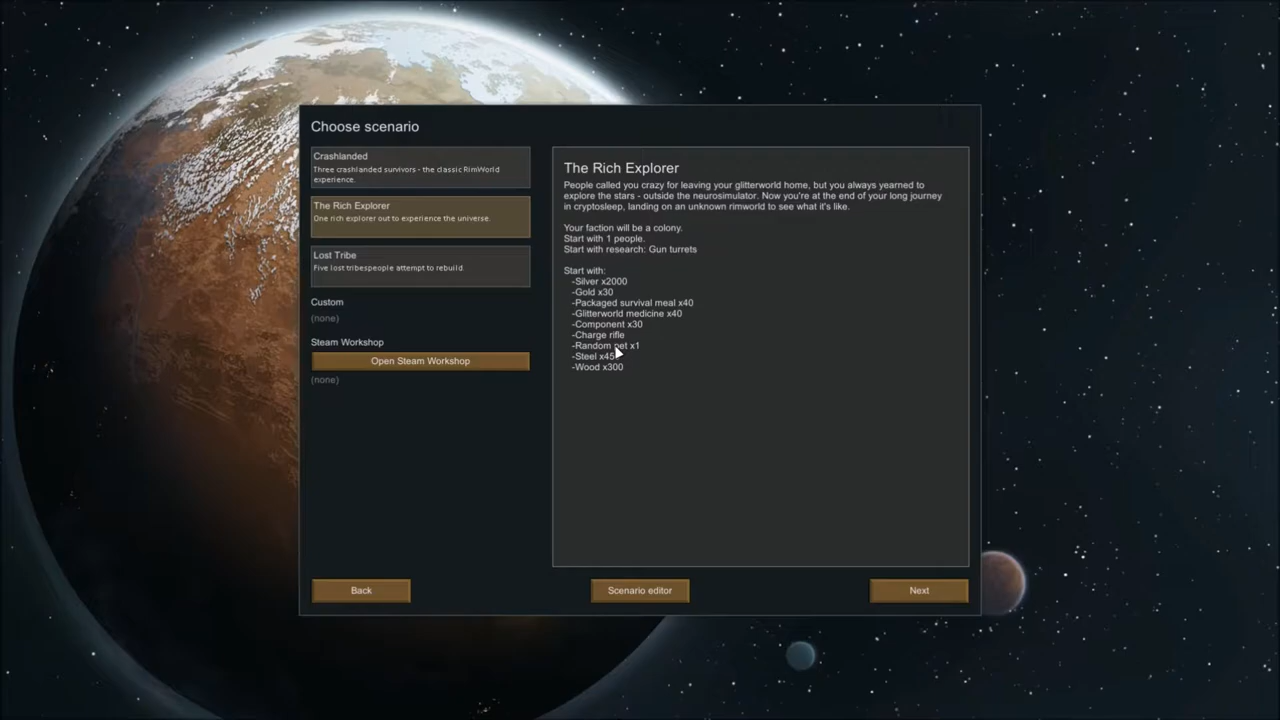 Choose scenario
Crashlanded
Three crashlanded survivors - the classic RimWorld
experience.
The Rich Explorer
One rich explorer out to experience the universe.
Lost Tribe
Five lost tribespeople attempt to rebuild.
Custom
(none)
Steam Workshop
Open Steam Workshop
(none)
The Rich Explorer
People called you crazy for leaving your glitterworld home, but you always yearned to
explore the stars - outside the neurosimulator. Now you're at the end of your long journey
in cryptosleep, landing on an unknown rimworld to see what it's like.
Your faction will be a colony.
Start with 1 people.
Start with research: Gun turrets
Start with:
-Silver x2000
-Gold x30
-Packaged survival meal x40
-Glitterworld medicine x40
-Component x30
-Charge rifle
-Random pet x1
-Steel
-Wood x300
Back
Scenario editor
Next